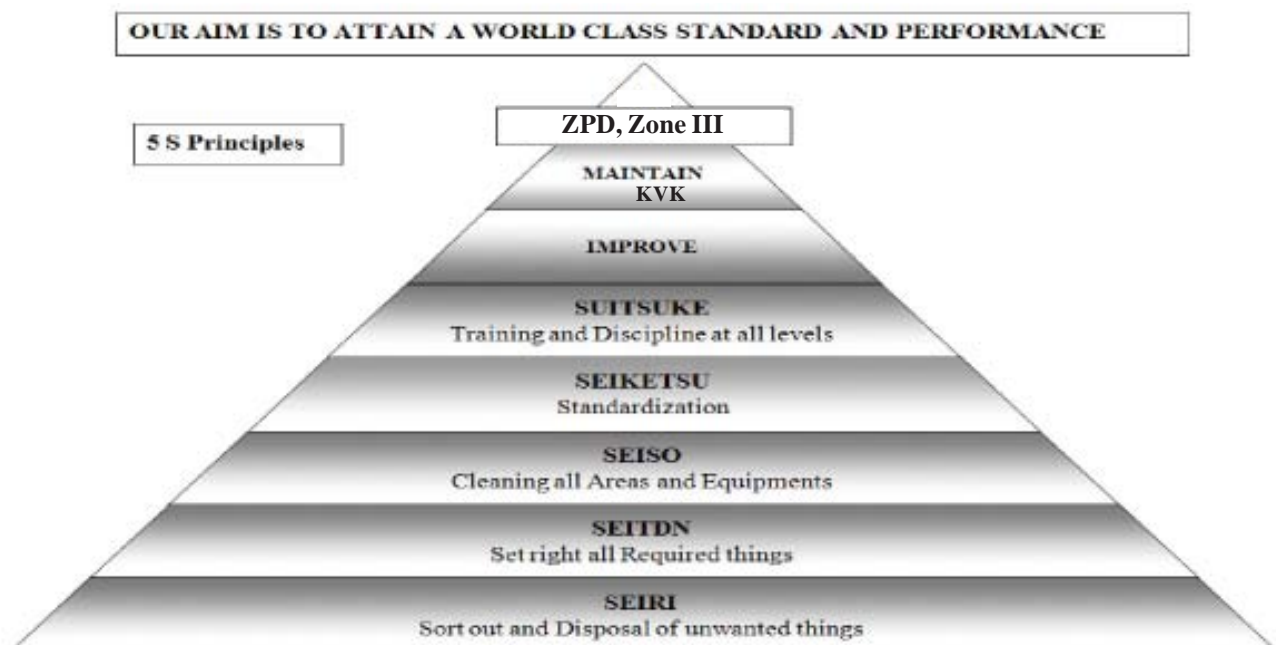 OUR AIM IS TO ATTAIN A WORLD CLASS STANDARD AND PERFORMANCE
ZPD, Zone III
5 S Principles
MAINTAIN
KVK
IMPROVE
SUITSUKE
Training and Discipline at all levels
SEIKETSU
Standardization
SEISO
Cleaning all Areas and Equipments
SEITDN
Set right all Required things
SEIRI
Sort out and Disposal of unwanted things